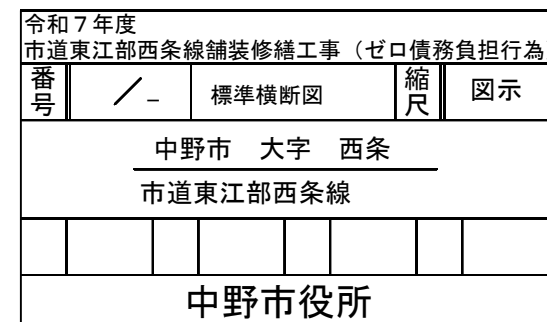 令和７年度
市道東江部西条線舗装修繕工事（ゼロ債務負担行為）
番号 ／ _ 標準横断図 縮尺 図示
中野市　大字　西条
市道東江部西条線
中野市役所